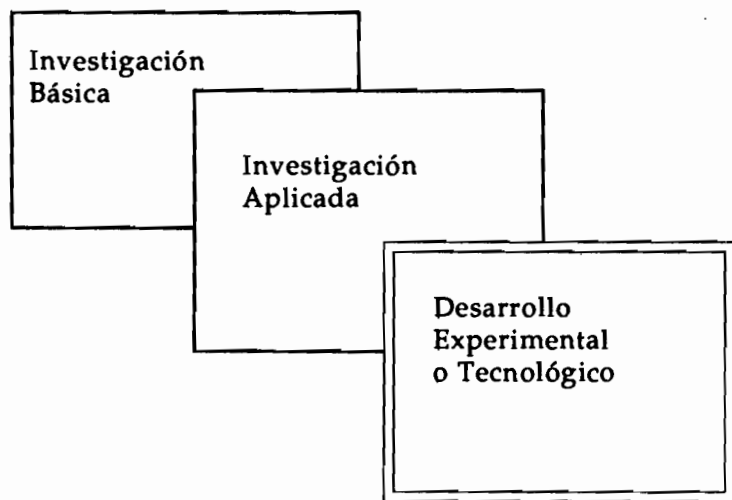 Investigación
Básica
Investigación
Aplicada
Desarrollo
Experimental
o Tecnológico